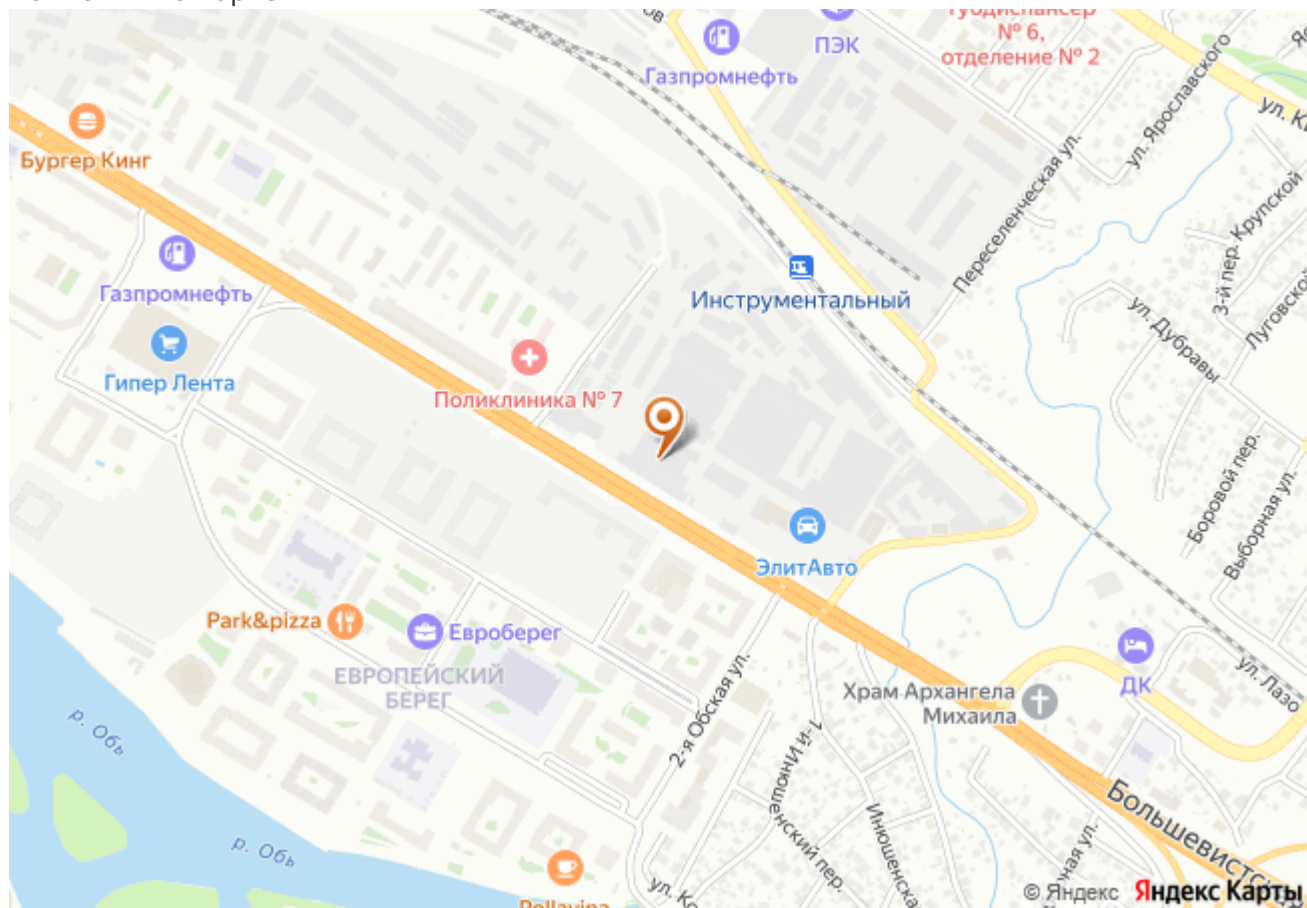 ПЭК
Газпромнефть
№ 6,
отделение № 2
ул. Ярославского
Бургер Кинг
Переселенческая ул.
3-й пер. Крупской
Инструментальный
Газпромнефть
ул. Дубравы
Гипер Лента
Поликлиника № 7
Боровой пер.
Выборная ул.
ЭлитАвто
Park&pizza
Евроберег
ЕВРОПЕЙСКИЙ
БЕРЕГ
2-я Обская ул.
Храм Архангела
Михаила
ДК
ул. Лазо
р. Обь
р. Обь
© Яндекс Яндекс Карты